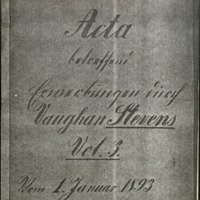 Acta
betreffend
Erwerbungen durch
Vaughan Stevens
Vol. 3.
Vom 1. Januar 1893